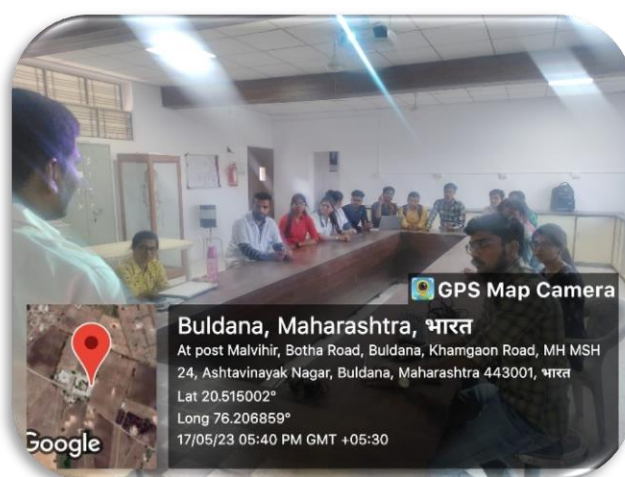 GPS Map Camera
Buldana, Maharashtra, भारत
At post Malvihir, Botha Road, Buldana, Khamgaon Road, MH MSH
24, Ashtavinayak Nagar, Buldana, Maharashtra 443001, भारत
Lat 20.515002°
Long 76.206859°
17/05/23 05:40 PM GMT +05:30
Google